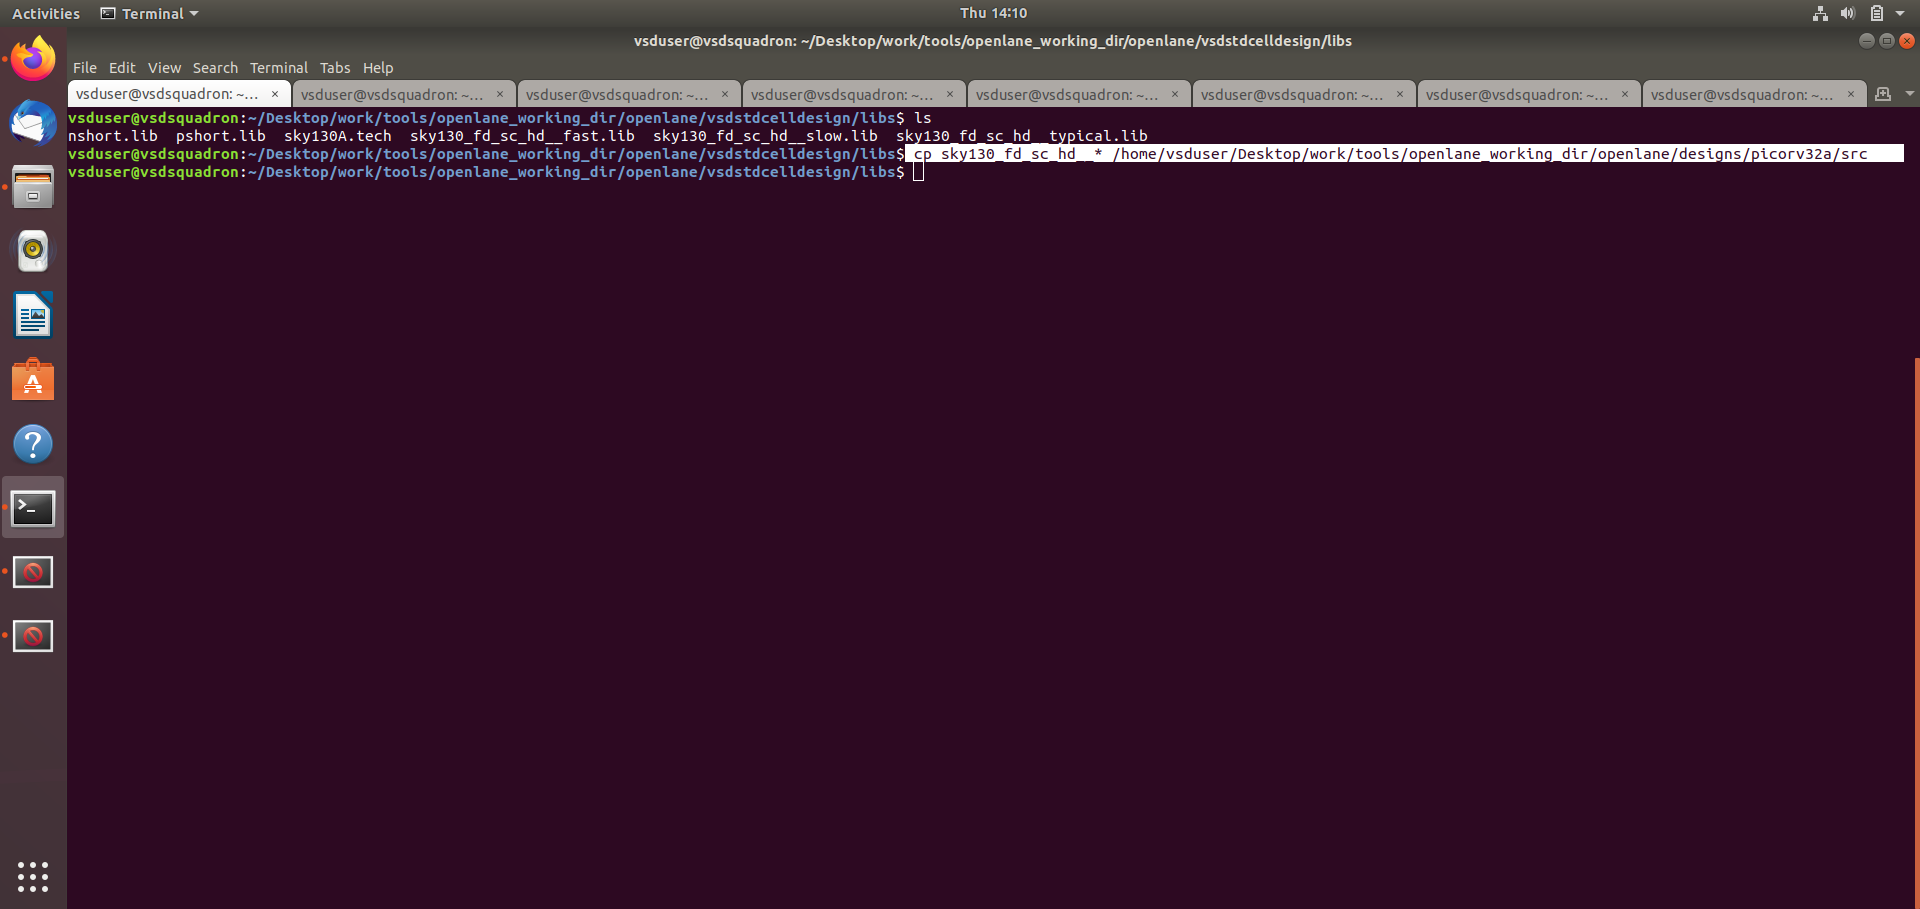 Activities Terminal Thu 14:10
vsduser@vsdsquadron: ~/Desktop/work/tools/openlane_working_dir/openlane/vsdstdcelldesign/libs
File Edit View Search Terminal Tabs Help
vsduser@vsdsquadron: ~... × vsduser@vsdsquadron: ~... × vsduser@vsdsquadron: ~... × vsduser@vsdsquadron: ~... × vsduser@vsdsquadron: ~... × vsduser@vsdsquadron: ~... × vsduser@vsdsquadron: ~... × vsduser@vsdsquadron: ~... ×
vsduser@vsdsquadron:~/Desktop/work/tools/openlane_working_dir/openlane/vsdstdcelldesign/libs$ ls
nshort.lib  pshort.lib  sky130A.tech  sky130_fd_sc_hd__fast.lib  sky130_fd_sc_hd__slow.lib  sky130_fd_sc_hd__typical.lib
vsduser@vsdsquadron:~/Desktop/work/tools/openlane_working_dir/openlane/vsdstdcelldesign/libs$ cp sky130_fd_sc_hd__* /home/vsduser/Desktop/work/tools/openlane_working_dir/openlane/designs/picorv32a/src
vsduser@vsdsquadron:~/Desktop/work/tools/openlane_working_dir/openlane/vsdstdcelldesign/libs$